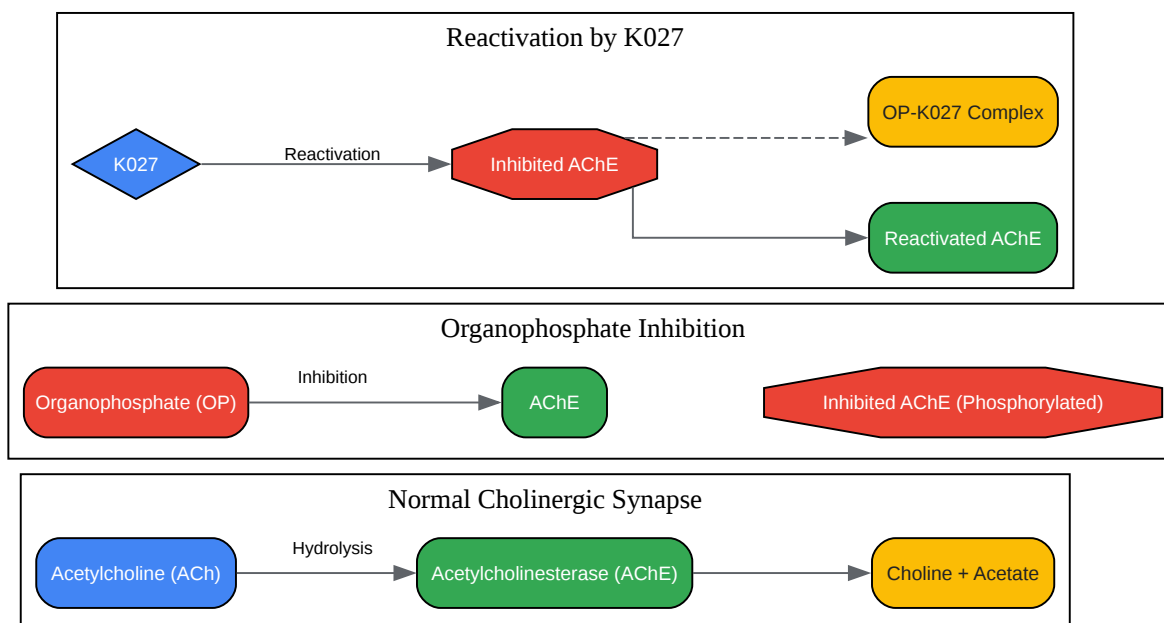 Reactivation by K027
OP-K027 Complex
K027
Reactivation
Inhibited AChE
Reactivated AChE
Organophosphate Inhibition
Organophosphate (OP)
Inhibition
AChE
Inhibited AChE (Phosphorylated)
Normal Cholinergic Synapse
Acetylcholine (ACh)
Hydrolysis
Acetylcholinesterase (AChE)
Choline + Acetate